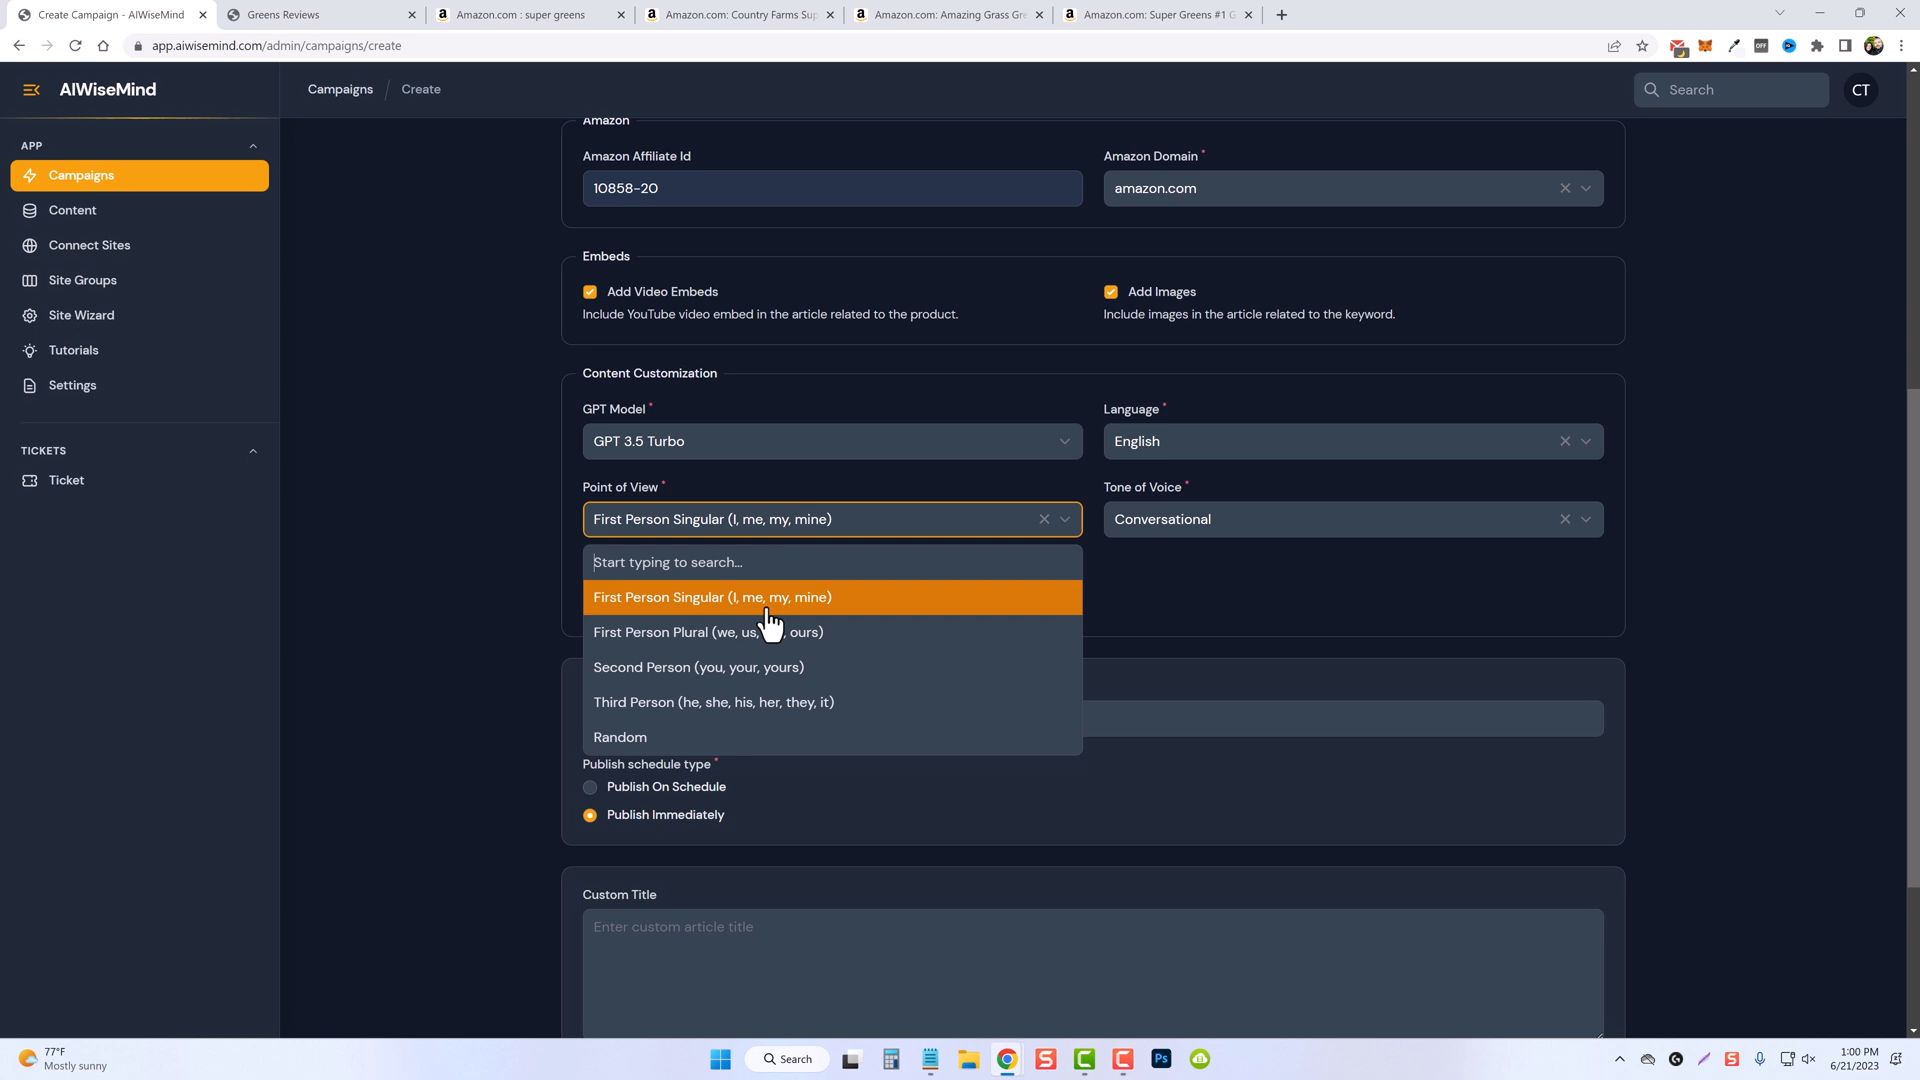 Create Campaign - AIWiseMind
Greens Reviews
Amazon.com : super greens
Amazon.com: Country Farms Sup
Amazon.com: Amazing Grass Gre
Amazon.com: Super Greens #1 G
app.aiwisemind.com/admin/campaigns/create
AIWiseMind
Campaigns / Create
Search
CT
APP
Campaigns
Content
Connect Sites
Site Groups
Site Wizard
Tutorials
Settings
TICKETS
Ticket
Amazon
Amazon Affiliate Id
Amazon Domain *
10858-20
amazon.com
Embeds
Add Video Embeds
Add Images
Include YouTube video embed in the article related to the product.
Include images in the article related to the keyword.
Content Customization
GPT Model *
Language *
GPT 3.5 Turbo
English
Point of View *
Tone of Voice *
First Person Singular (I, me, my, mine)
Conversational
Start typing to search...
First Person Singular (I, me, my, mine)
First Person Plural (we, us, ours)
Second Person (you, your, yours)
Third Person (he, she, his, her, they, it)
Random
Publish schedule type *
Publish On Schedule
Publish Immediately
Custom Title
Enter custom article title
77°F
Mostly sunny
Search
Ps
1:00 PM
6/21/2023